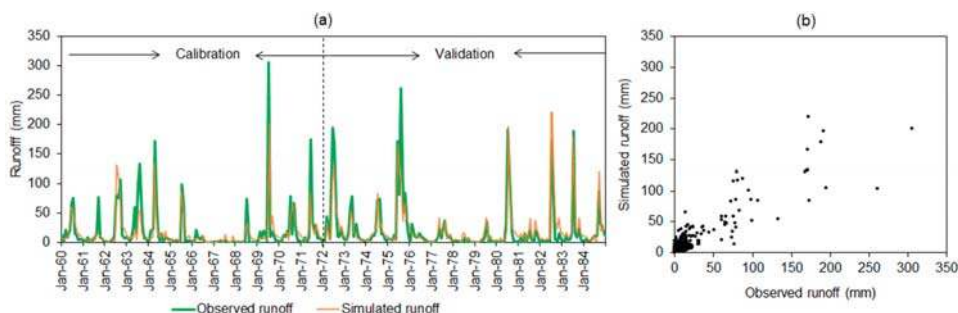 (a)
350
300
250
200
150
100
50
0
Runofff (mm)
Calibration
Validation
Jan-60
Jan-61
Jan-62
Jan-63
Jan-64
Jan-65
Jan-66
Jan-67
Jan-68
Jan-69
Jan-70
Jan-71
Jan-72
Jan-73
Jan-74
Jan-75
Jan-76
Jan-77
Jan-78
Jan-79
Jan-80
Jan-81
Jan-82
Jan-83
Jan-84
Observed runoff
Simulated runoff
(b)
350
300
250
200
150
100
50
0
Simulated runoff (mm)
0 50 100 150 200 250 300 350
Observed runoff (mm)